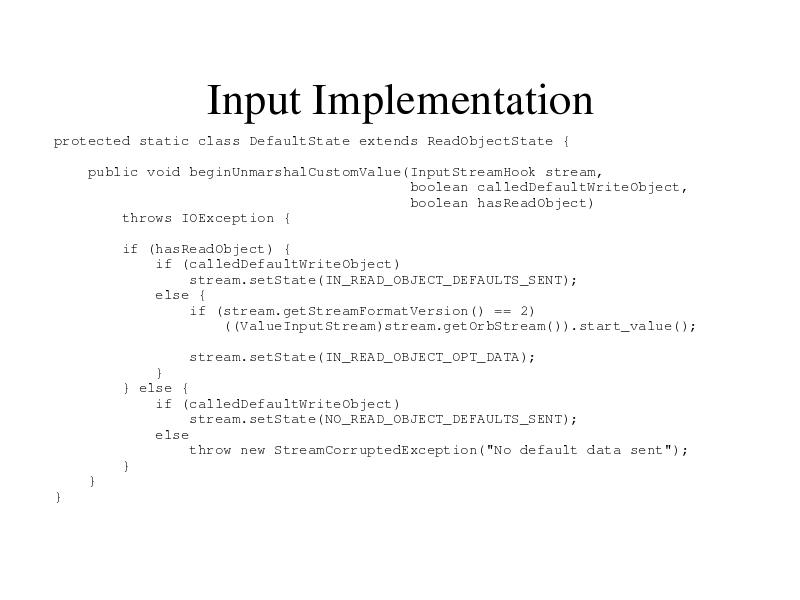 Input Implementation
protected static class DefaultState extends ReadObjectState {
    public void beginUnmarshalCustomValue(InputStreamHook stream,
                                          boolean calledDefaultWriteObject,
                                          boolean hasReadObject)
        throws IOException {
        if (hasReadObject) {
            if (calledDefaultWriteObject)
                stream.setState(IN_READ_OBJECT_DEFAULTS_SENT);
            else {
                if (stream.getStreamFormatVersion() == 2)
                    ((ValueInputStream)stream.getOrbStream()).start_value();
                stream.setState(IN_READ_OBJECT_OPT_DATA);
            }
        } else {
            if (calledDefaultWriteObject)
                stream.setState(NO_READ_OBJECT_DEFAULTS_SENT);
            else
                throw new StreamCorruptedException("No default data sent");
        }
    }
}